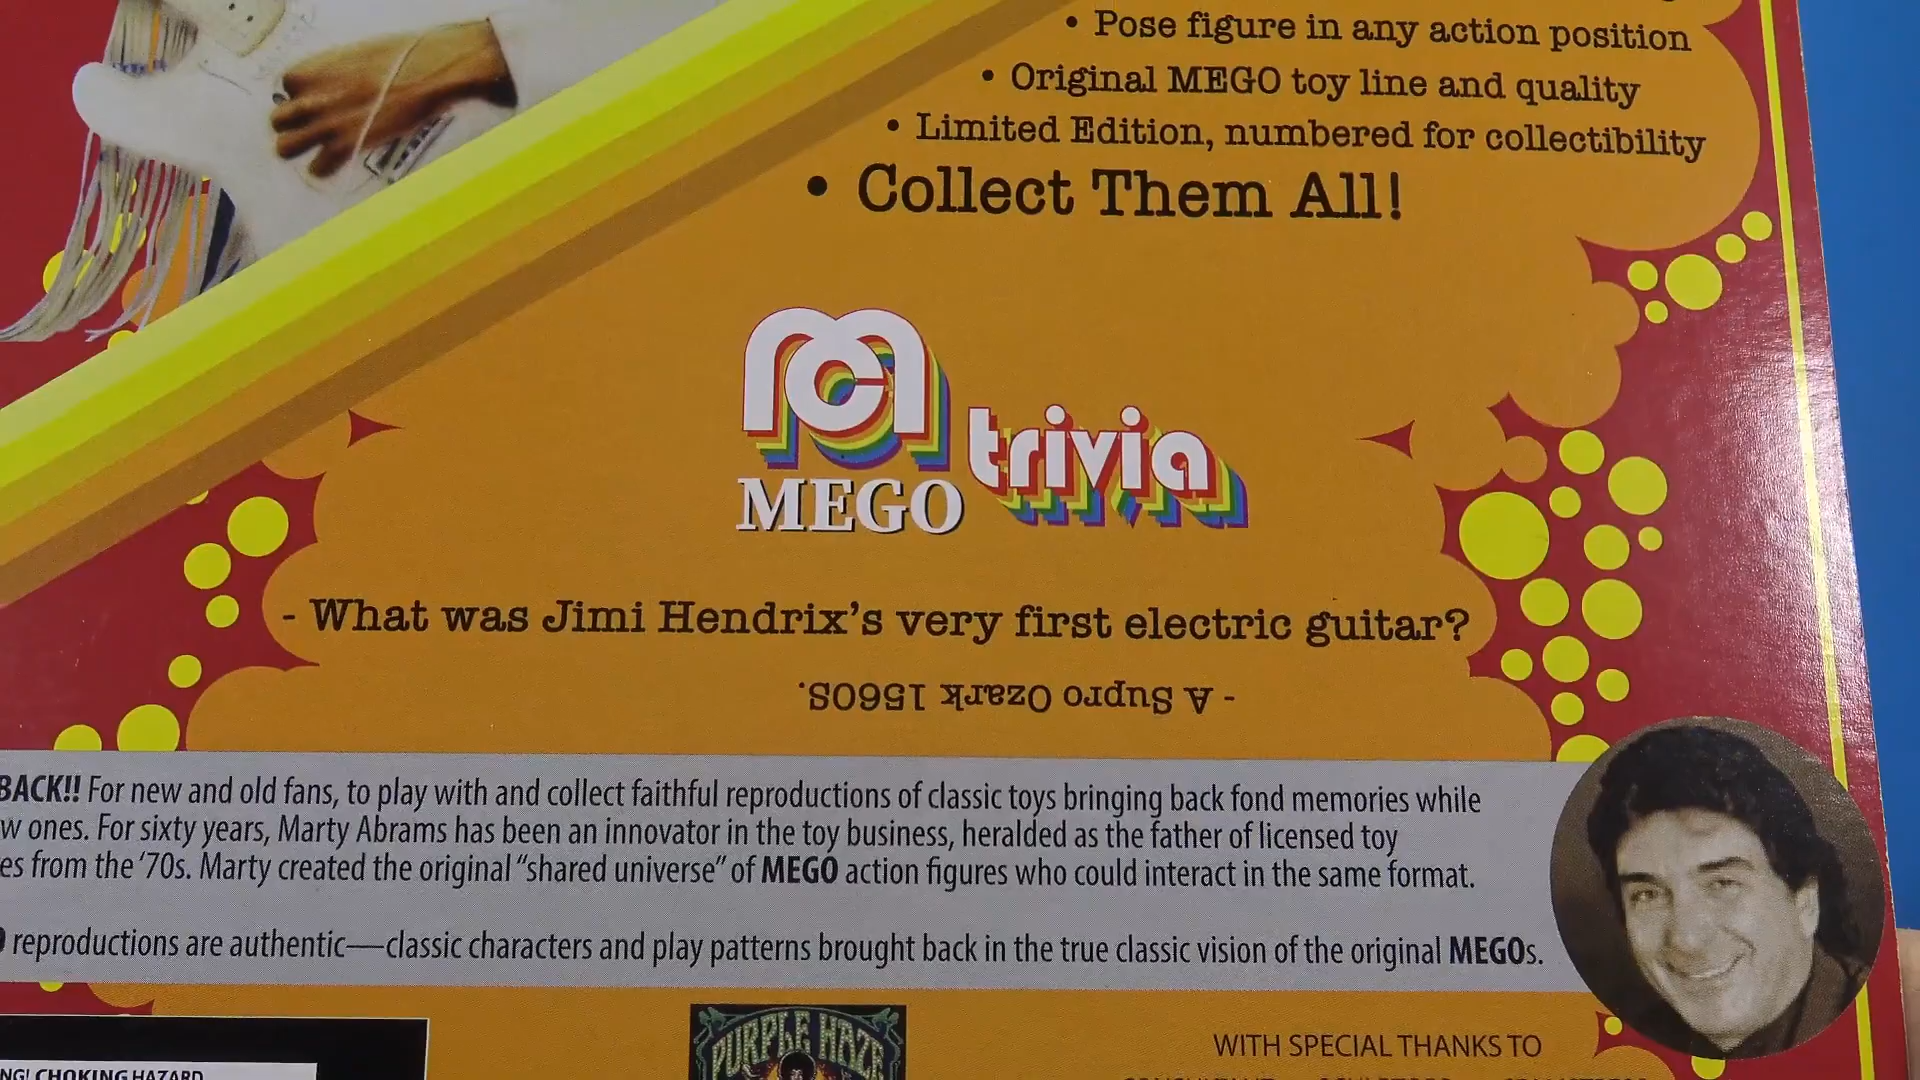 • Pose figure in any action position
• Original MEGO toy line and quality
• Limited Edition, numbered for collectibility
• Collect Them All!
MEGO trivia
- What was Jimi Hendrix's very first electric guitar?
- A Supro Ozark 1560S.
BACK!! For new and old fans, to play with and collect faithful reproductions of classic toys bringing back fond memories while
ones. For sixty years, Marty Abrams has been an innovator in the toy business, heralded as the father of licensed toy
from the '70s. Marty created the original "shared universe" of MEGO action figures who could interact in the same format.
reproductions are authentic—classic characters and play patterns brought back in the true classic vision of the original MEGOs.
PURPLE HAZE
WITH SPECIAL THANKS TO
CHOKING HAZARD